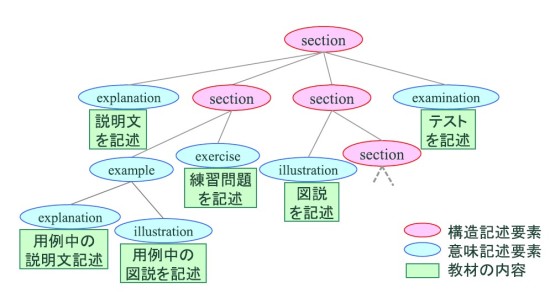 section
explanation
section
section
examination
説明文
を記述
テスト
を記述
example
exercise
illustration
section
練習問題
を記述
図説
を記述
explanation
illustration
用例中の
説明文記述
用例中の
図説を記述
構造記述要素
意味記述要素
教材の内容